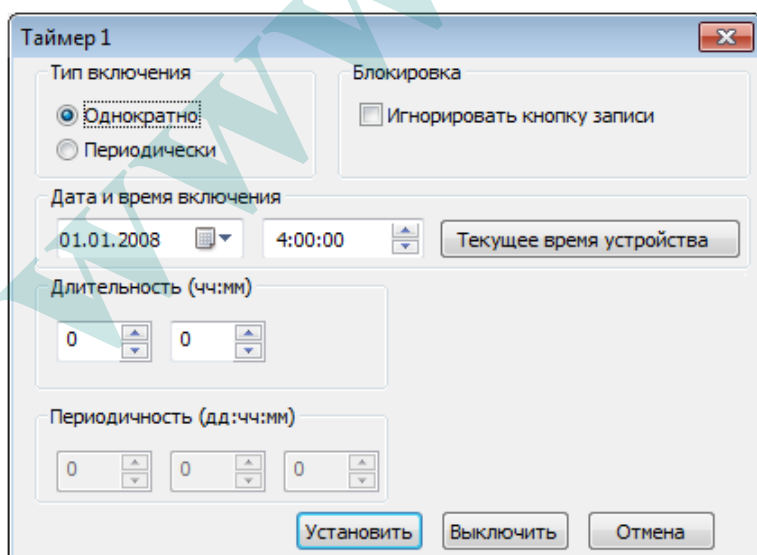 Таймер 1
Тип включения
Однократно
Периодически
Блокировка
Игнорировать кнопку записи
Дата и время включения
01.01.2008 4:00:00 Текущее время устройства
Длительность (чч:мм)
0 0
Периодичность (дд:чч:мм)
0 0 0
Установить Выключить Отмена
www